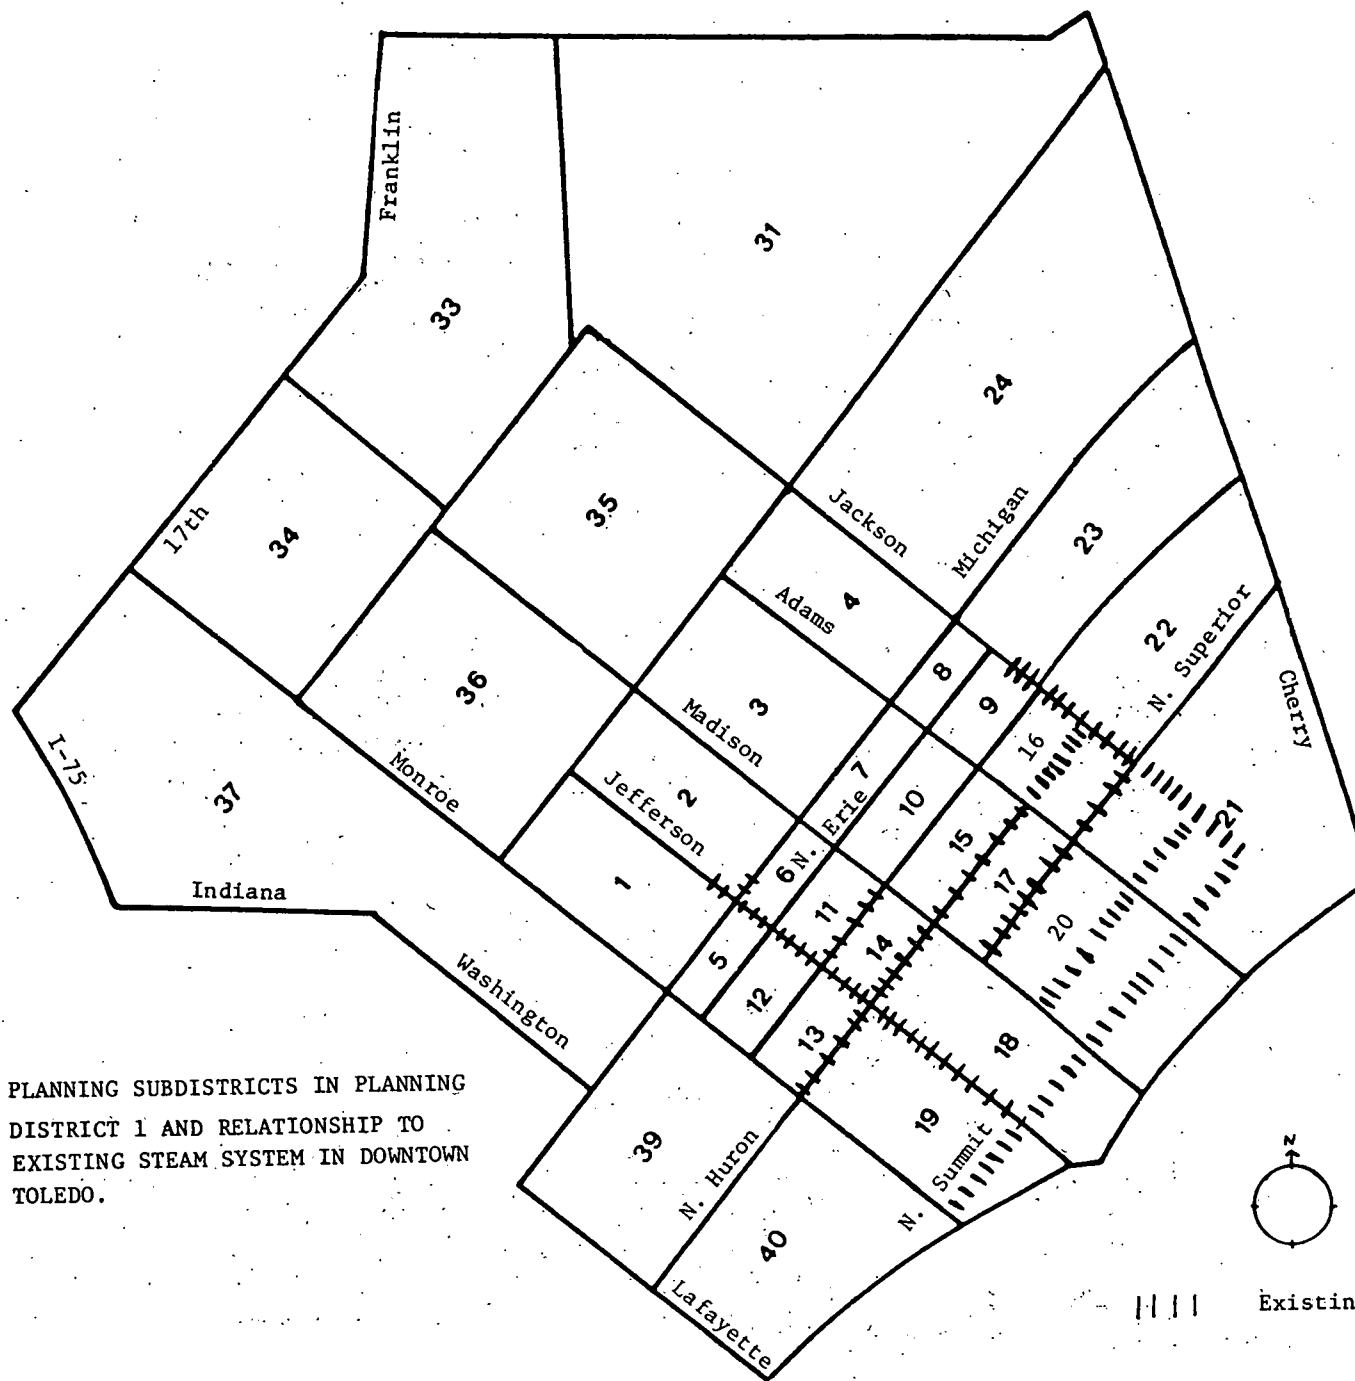 Franklin
31
33
24
17th
34
35
Jackson
Michigan
23
Adams
4
22
N. Superior
Cherry
36
3
8
9
16
Madison
I-75
37
Monroe
Jefferson
2
7
N. Erie
10
15
21
Indiana
1
6
11
17
20
14
5
12
13
18
Washington
19
39
N. Huron
N. Summit
40
Lafayette
PLANNING SUBDISTRICTS IN PLANNING
DISTRICT 1 AND RELATIONSHIP TO
EXISTING STEAM SYSTEM IN DOWNTOWN
TOLEDO.
N
Existin